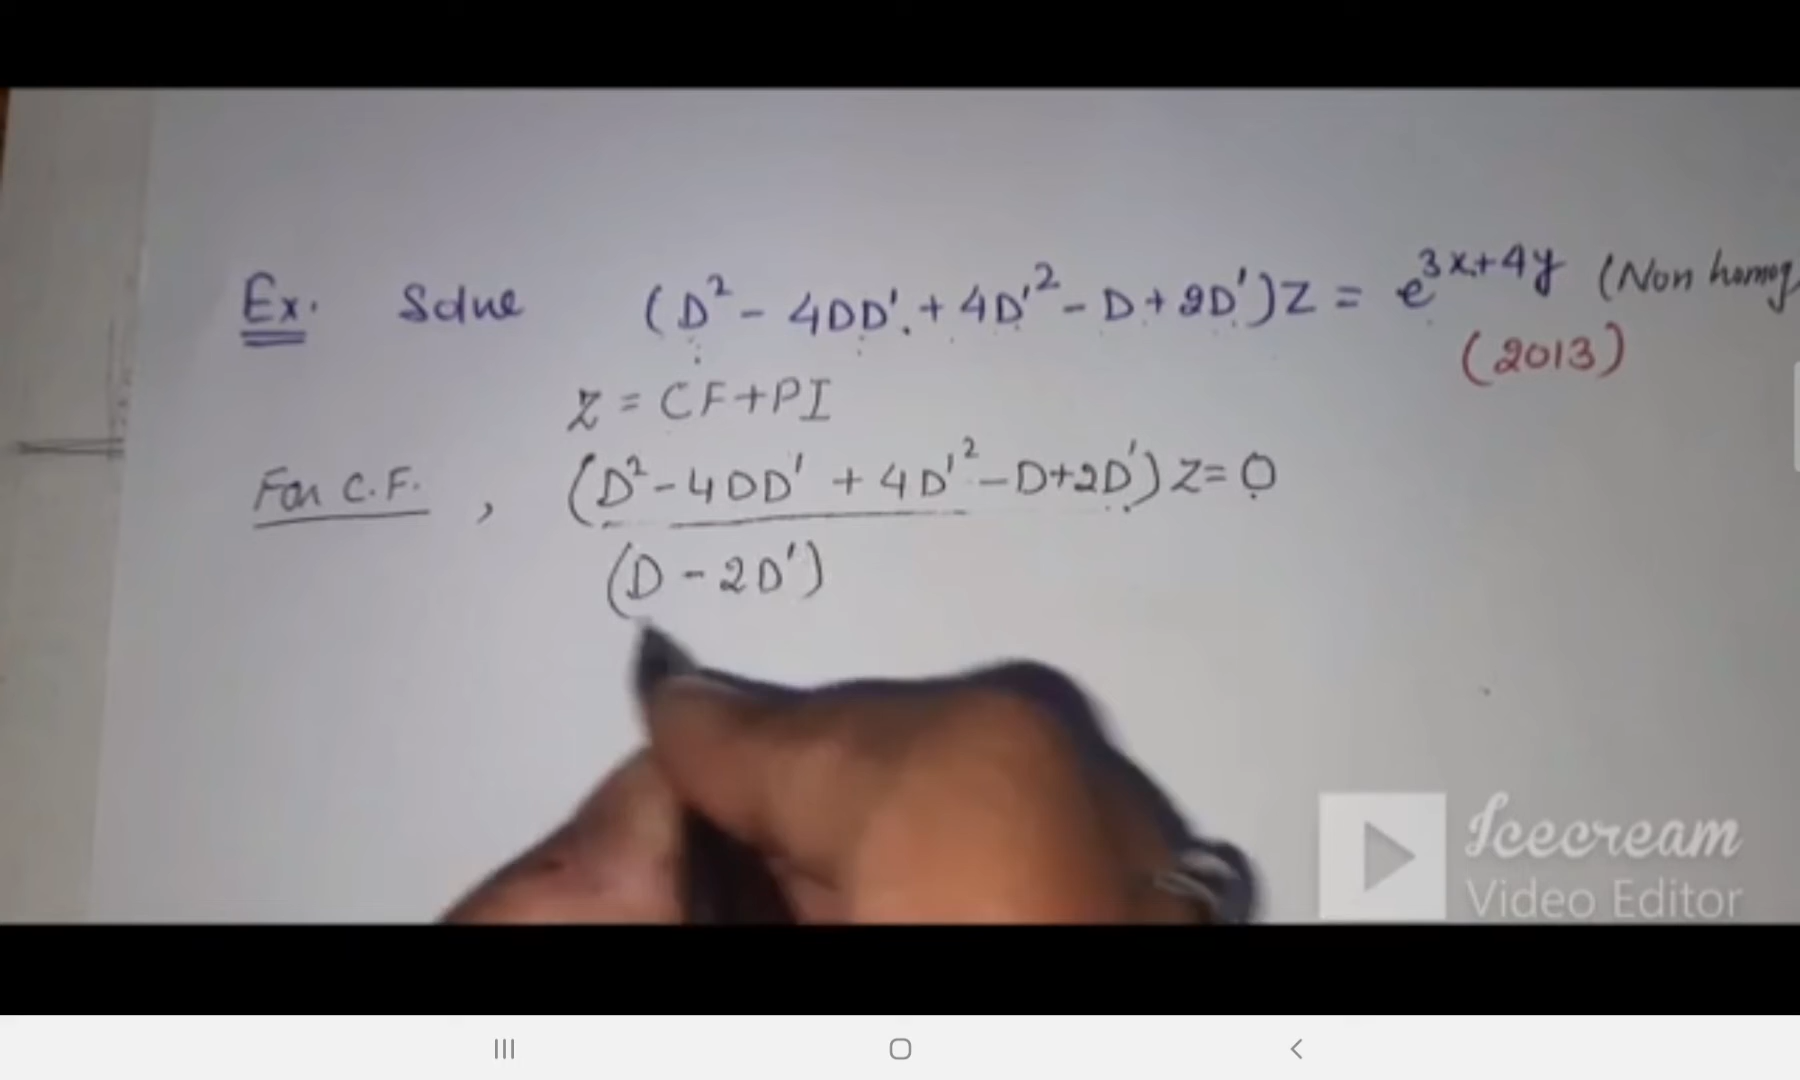 Ex. Solve (D² - 4DD' + 4D'² - D + 2D')Z = e^{3x+4y} (Non homog
(2013)
Z = CF+PI
For C.F. , (D² - 4DD' + 4D'² - D+2D')Z=0
(D - 2D')
Icecream
Video Editor